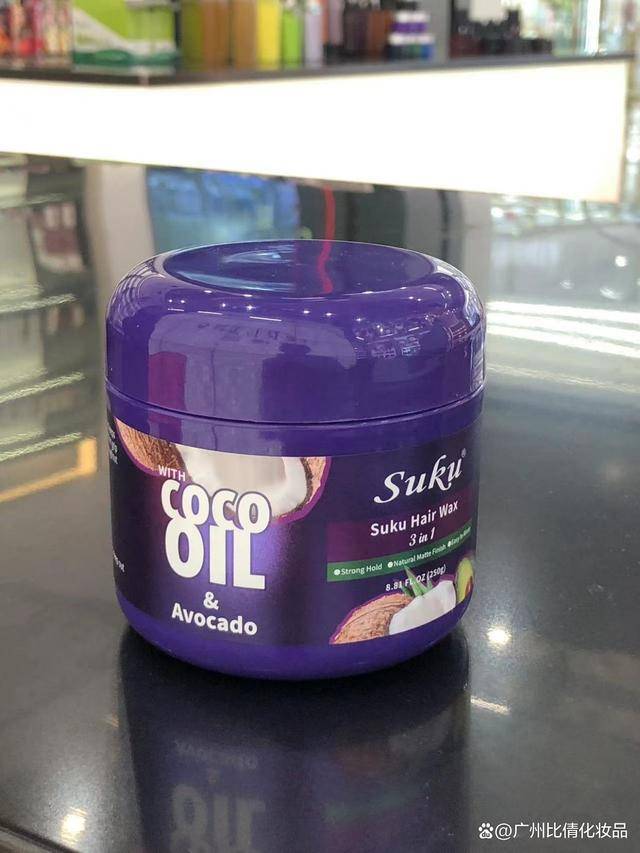 WITH
COCO
OIL
&
Avocado
Suku®
Suku Hair Wax
3 in 1
Strong Hold Natural Matte Finish
8.81 FL OZ (250g)
@广州比倩化妆品